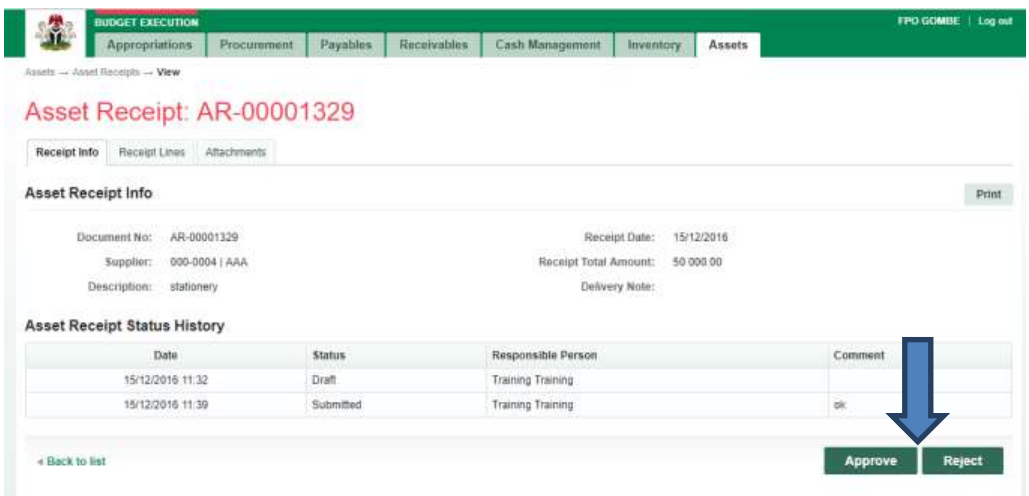 BUDGET EXECUTION
FPO GOMBE | Log out
Appropriations Procurement Payables Receivables Cash Management Inventory Assets
Assets → Asset Receipts → View
Asset Receipt: AR-00001329
Receipt Info Receipt Lines Attachments
Asset Receipt Info
Print
Document No: AR-00001329 Receipt Date: 15/12/2016
Supplier: 000-0004 | AAA Receipt Total Amount: 50 000.00
Description: stationery Delivery Note:
Asset Receipt Status History
Date Status Responsible Person Comment
15/12/2016 11:32 Draft Training Training
15/12/2016 11:39 Submitted Training Training ok
◂ Back to list Approve Reject